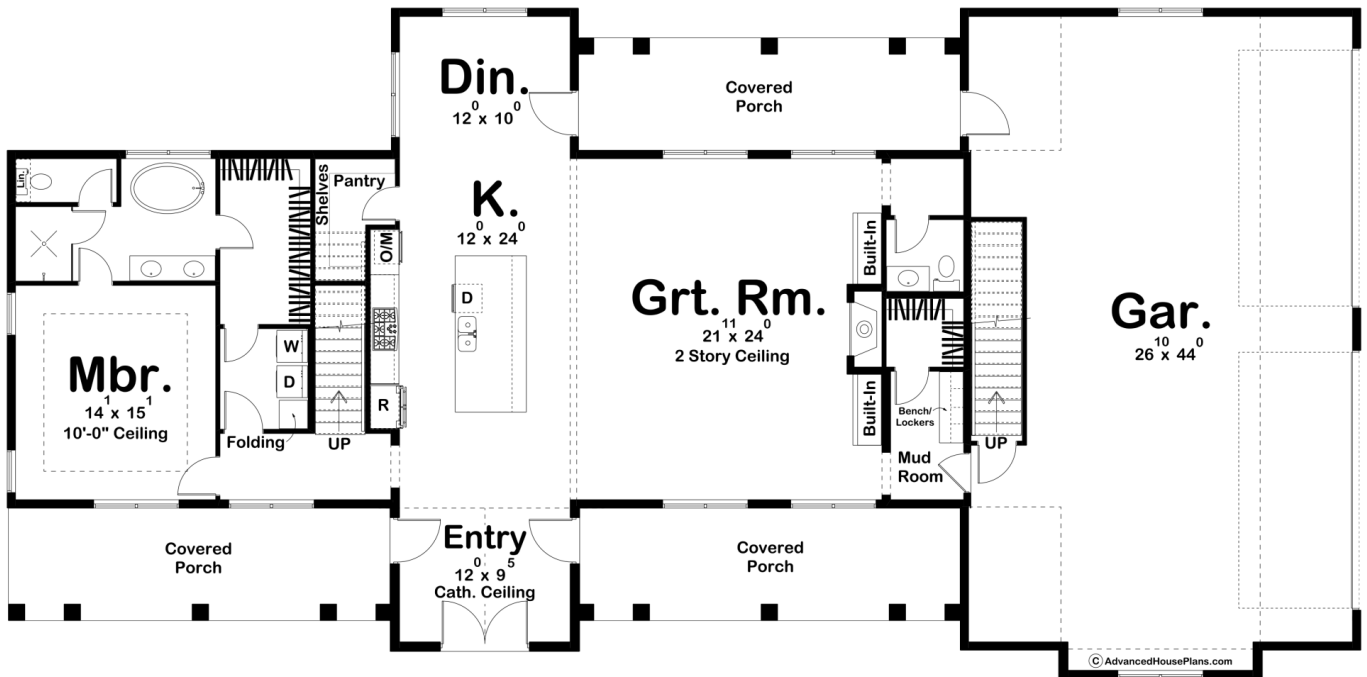 Din.
12⁰ x 10⁰
Covered
Porch
Lin.
Shelves
Pantry
K.
12⁰ x 24⁰
O/M
Built-In
D
Grt. Rm.
21¹¹ x 24⁰
2 Story Ceiling
Gar.
26¹⁰ x 44⁰
W
D
Mbr.
14¹ x 15¹
10'-0" Ceiling
R
Folding
UP
Built-In
Bench/
Lockers
Mud
Room
UP
Entry
12⁰ x 9⁵
Cath. Ceiling
Covered
Porch
Covered
Porch
© AdvancedHousePlans.com